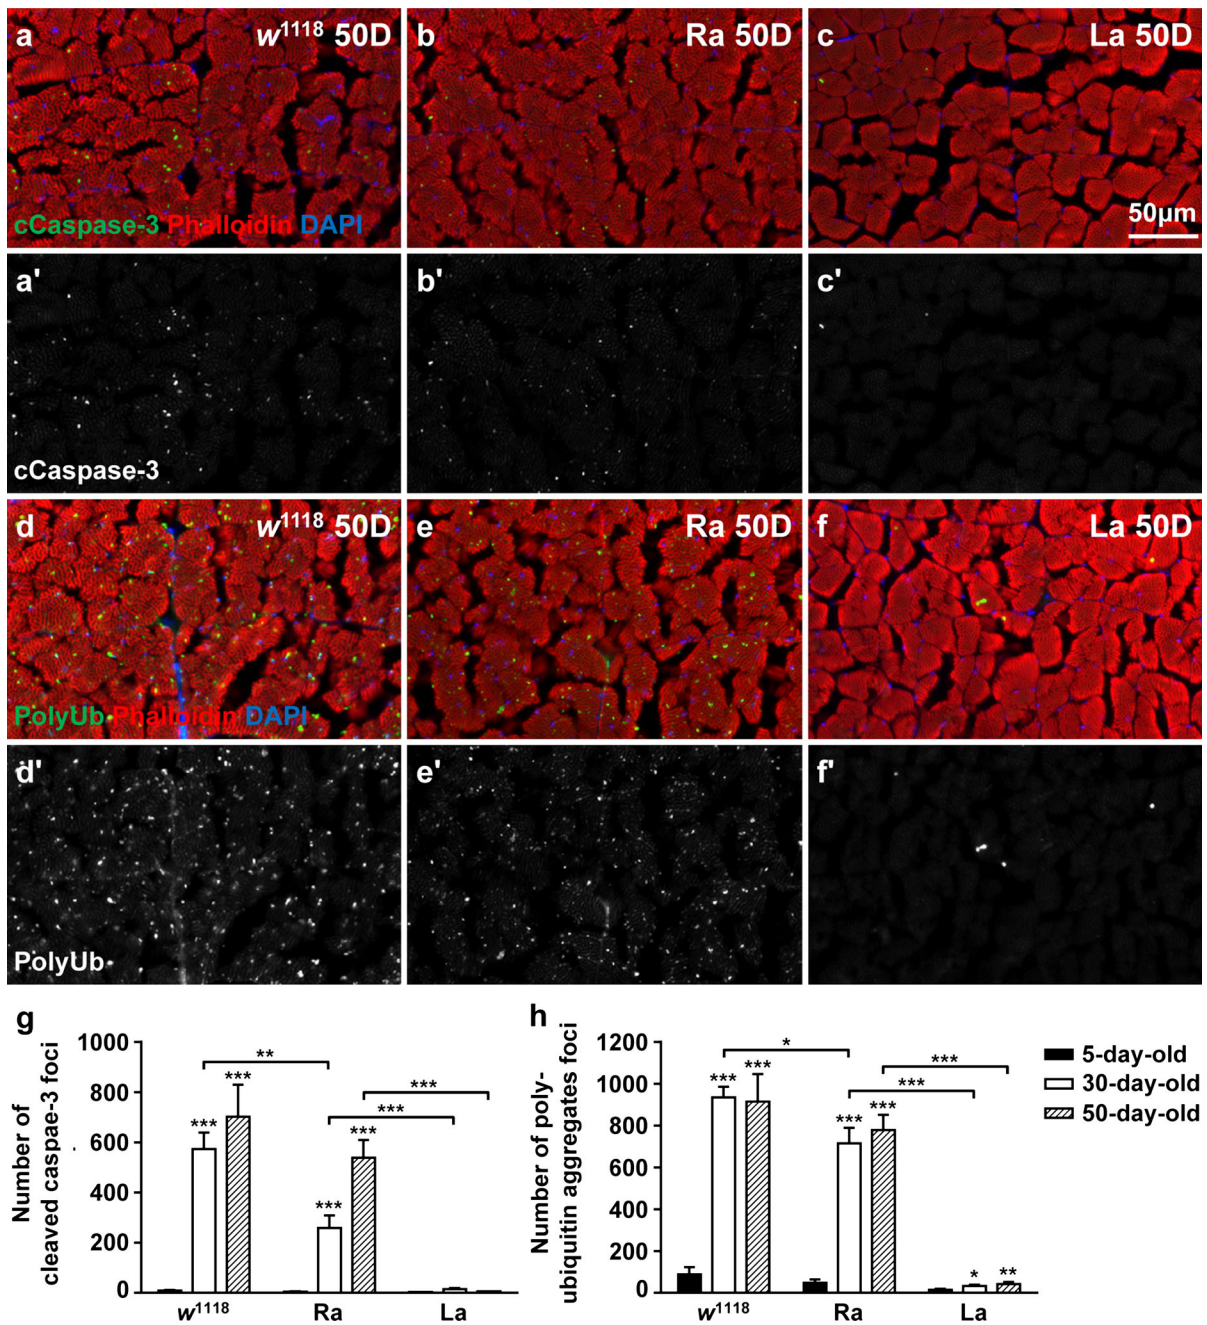 a w1118 50D
b Ra 50D
c La 50D
cCaspase-3 Phalloidin DAPI
50μm
a'
b'
c'
cCaspase-3
d w1118 50D
e Ra 50D
f La 50D
PolyUb Phalloidin DAPI
d'
e'
f'
PolyUb
g
Number of
cleaved caspae-3 foci
1000
800
600
400
200
0
**
***
***
***
***
***
***
w1118 Ra La
h
Number of poly-
ubiquitin aggregates foci
1200
1000
800
600
400
200
0
*
***
***
***
***
***
***
*
**
w1118 Ra La
5-day-old
30-day-old
50-day-old